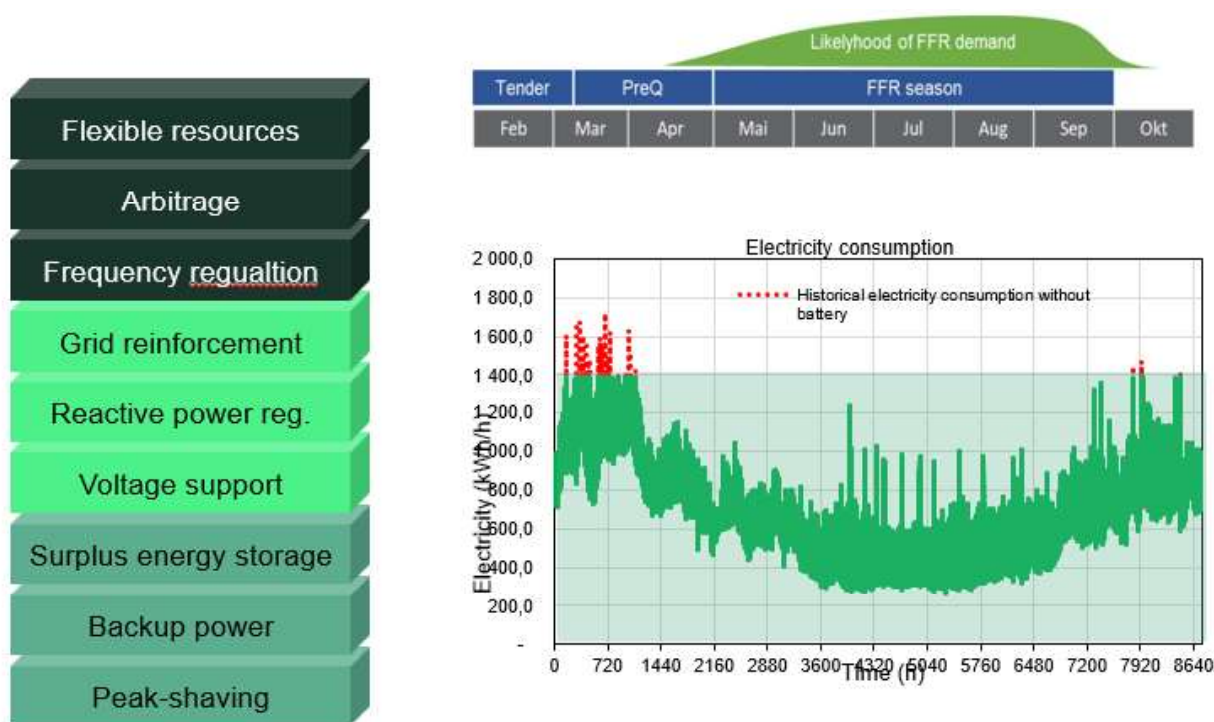 Flexible resources
Arbitrage
Frequency regualtion
Grid reinforcement
Reactive power reg.
Voltage support
Surplus energy storage
Backup power
Peak-shaving
Likelyhood of FFR demand
Tender PreQ FFR season
Feb Mar Apr Mai Jun Jul Aug Sep Okt
Electricity consumption
Historical electricity consumption without
battery
Electricity (kWh/h)
2 000,0
1 800,0
1 600,0
1 400,0
1 200,0
1 000,0
800,0
600,0
400,0
200,0
-
0 720 1440 2160 2880 3600 4320 5040 5760 6480 7200 7920 8640
Time (h)